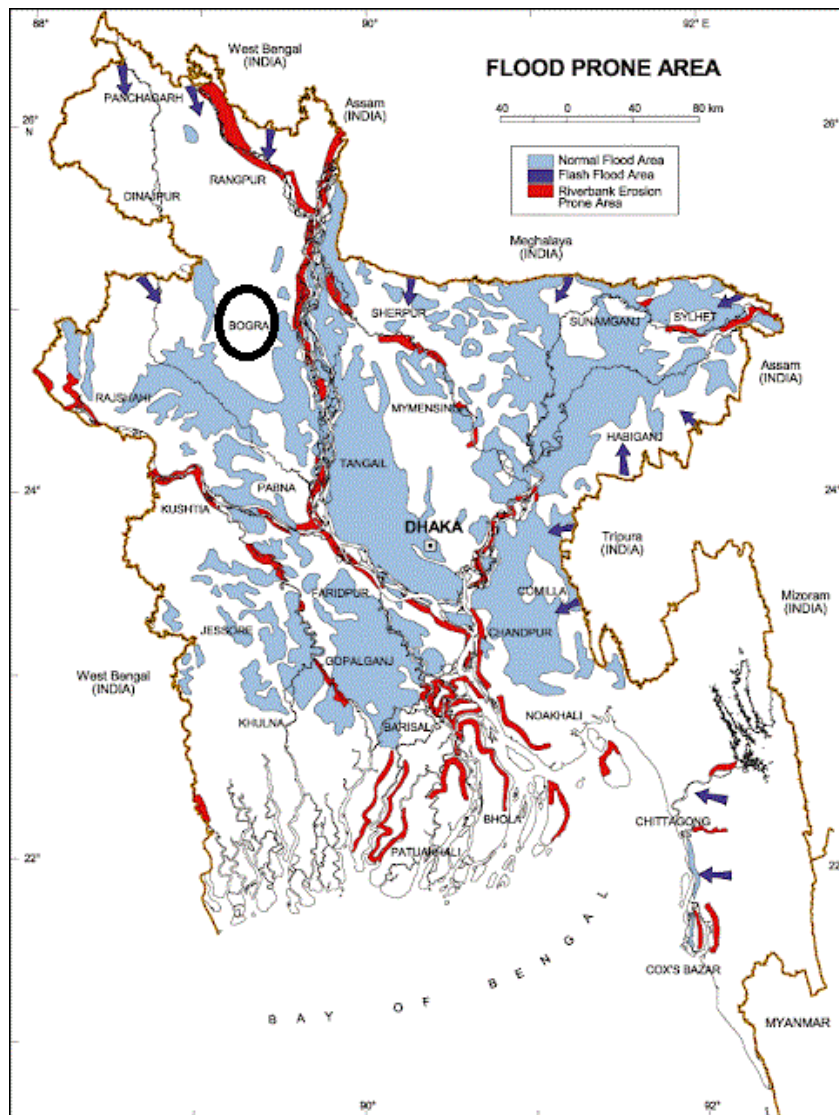 88°
90
92 E
West Bengal
(INDIA)
FLOOD PRONE AREA
PANCHAGARH
Assam
(INDIA)
40
0
40
80 km
26°
N
26°
Normal Flood Area
Flash Flood Area
Riverbank Erosion
Prone Area
RANGPUR
DINAJPUR
Meghalaya
(INDIA)
SHERPUR
SUNAMGANJ
SYLHET
BOGRA
Assam
(INDIA)
RAJSHAHI
MYMENSING
HABIGANJ
TANGAIL
PABNA
24°
24°
KUSHTIA
DHAKA
Tripura
(INDIA)
FARIDPUR
COMILLA
Mizoram
(INDIA)
JESSORE
CHANDPUR
GOPALGANJ
West Bengal
(INDIA)
KHULNA
BARISAL
NOAKHALI
BHOLA
CHITTAGONG
PATUAKHALI
22°
22
BAY OF BENGAL
COX'S BAZAR
MYANMAR
90°
92°